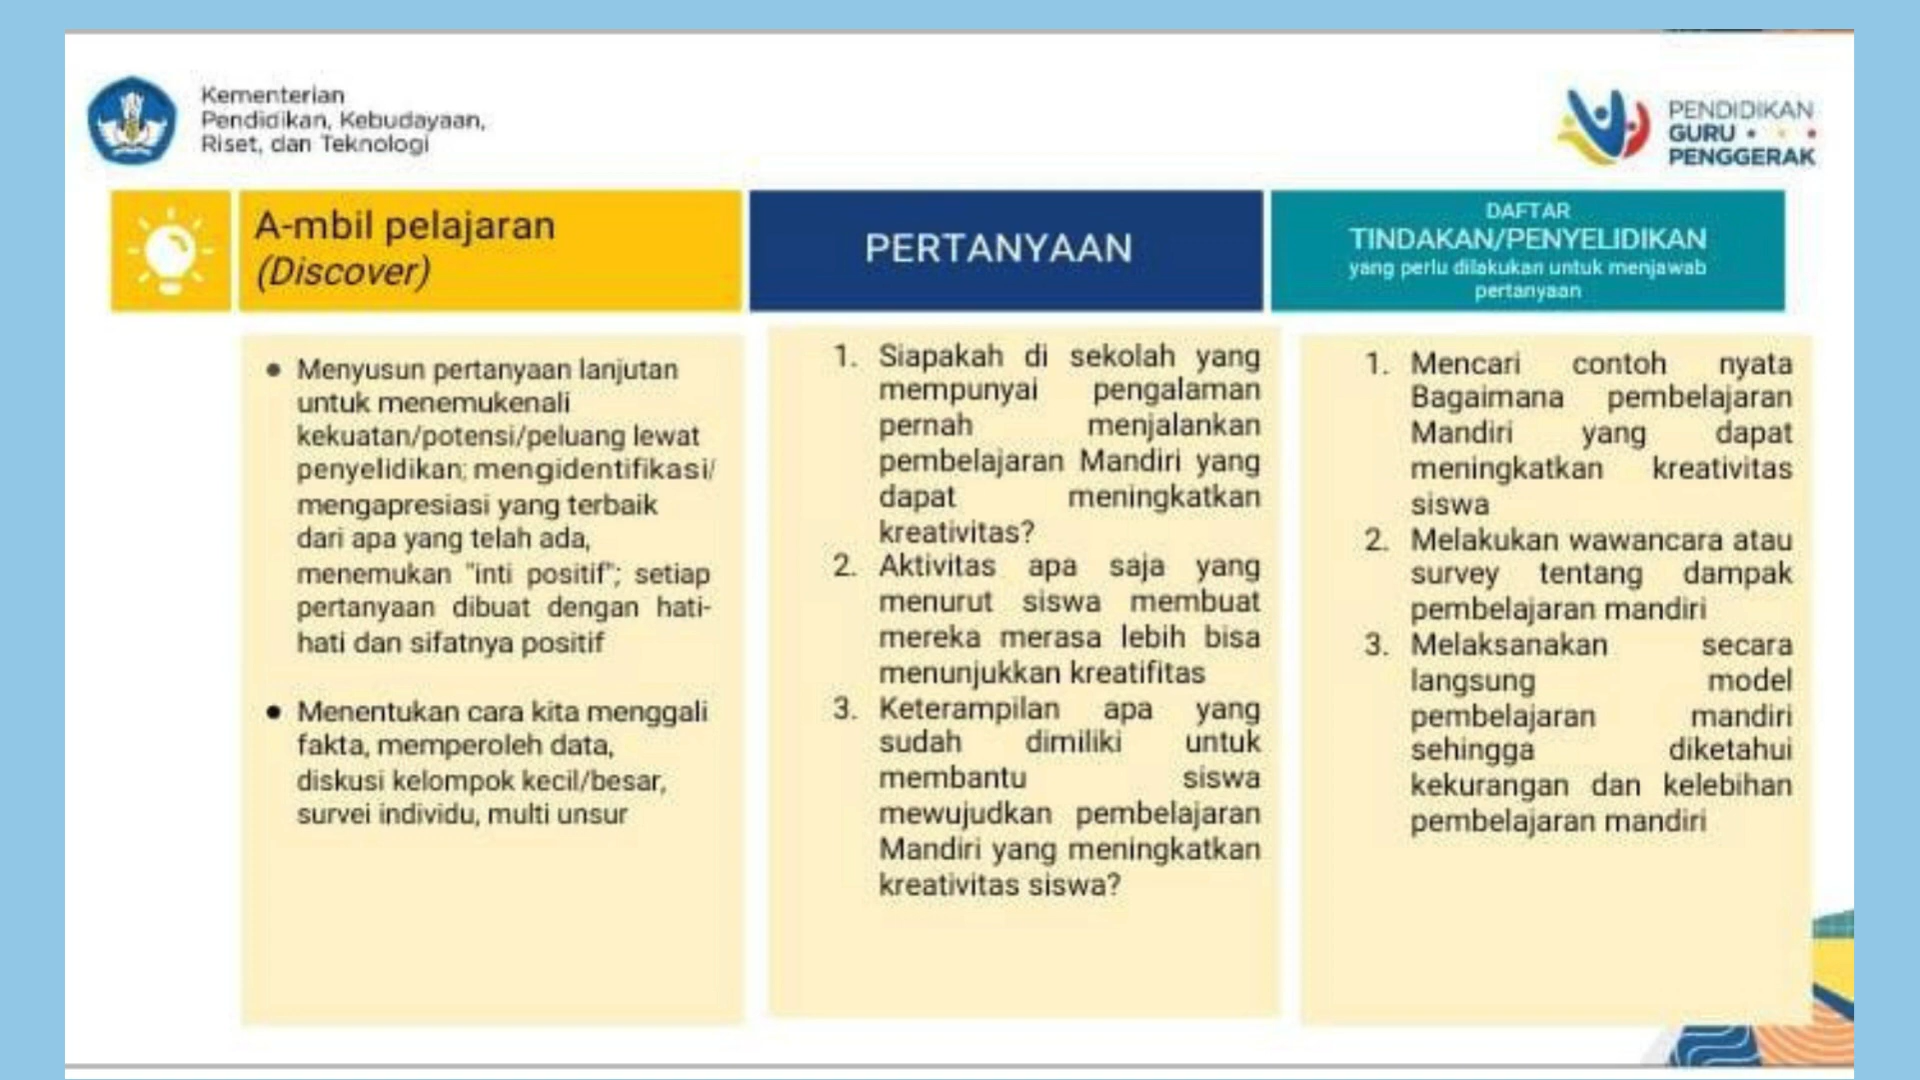 Kementerian
Pendidikan, Kebudayaan,
Riset, dan Teknologi
PENDIDIKAN
GURU
PENGGERAK
A-mbil pelajaran
(Discover)
PERTANYAAN
DAFTAR
TINDAKAN/PENYELIDIKAN
yang perlu dilakukan untuk menjawab
pertanyaan
• Menyusun pertanyaan lanjutan
untuk menemukenali
kekuatan/potensi/peluang lewat
penyelidikan; mengidentifikasi/
mengapresiasi yang terbaik
dari apa yang telah ada,
menemukan "inti positif"; setiap
pertanyaan dibuat dengan hati-
hati dan sifatnya positif
• Menentukan cara kita menggali
fakta, memperoleh data,
diskusi kelompok kecil/besar,
survei individu, multi unsur
1. Siapakah di sekolah yang
mempunyai pengalaman
pernah menjalankan
pembelajaran Mandiri yang
dapat meningkatkan
kreativitas?
2. Aktivitas apa saja yang
menurut siswa membuat
mereka merasa lebih bisa
menunjukkan kreatifitas
3. Keterampilan apa yang
sudah dimiliki untuk
membantu siswa
mewujudkan pembelajaran
Mandiri yang meningkatkan
kreativitas siswa?
1. Mencari contoh nyata
Bagaimana pembelajaran
Mandiri yang dapat
meningkatkan kreativitas
siswa
2. Melakukan wawancara atau
survey tentang dampak
pembelajaran mandiri
3. Melaksanakan secara
langsung model
pembelajaran mandiri
sehingga diketahui
kekurangan dan kelebihan
pembelajaran mandiri